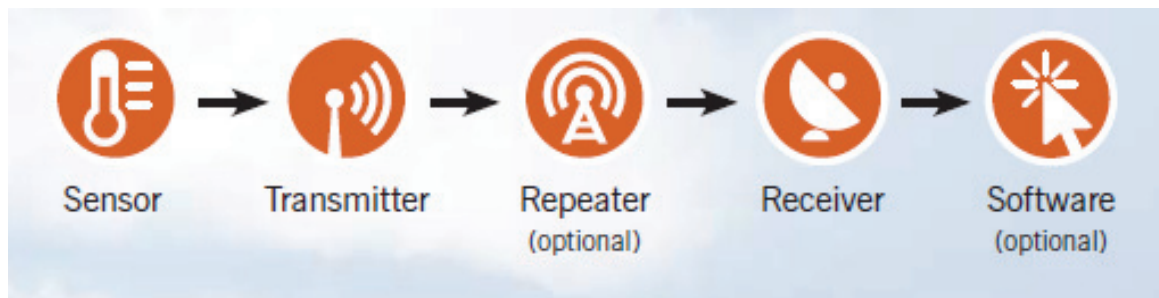 Sensor
Transmitter
Repeater
(optional)
Receiver
Software
(optional)